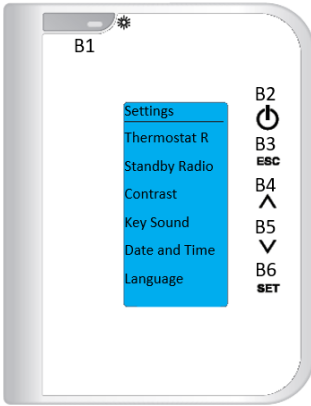 B1
B2
B3
ESC
B4
B5
B6
SET
Settings
Thermostat R
Standby Radio
Contrast
Key Sound
Date and Time
Language